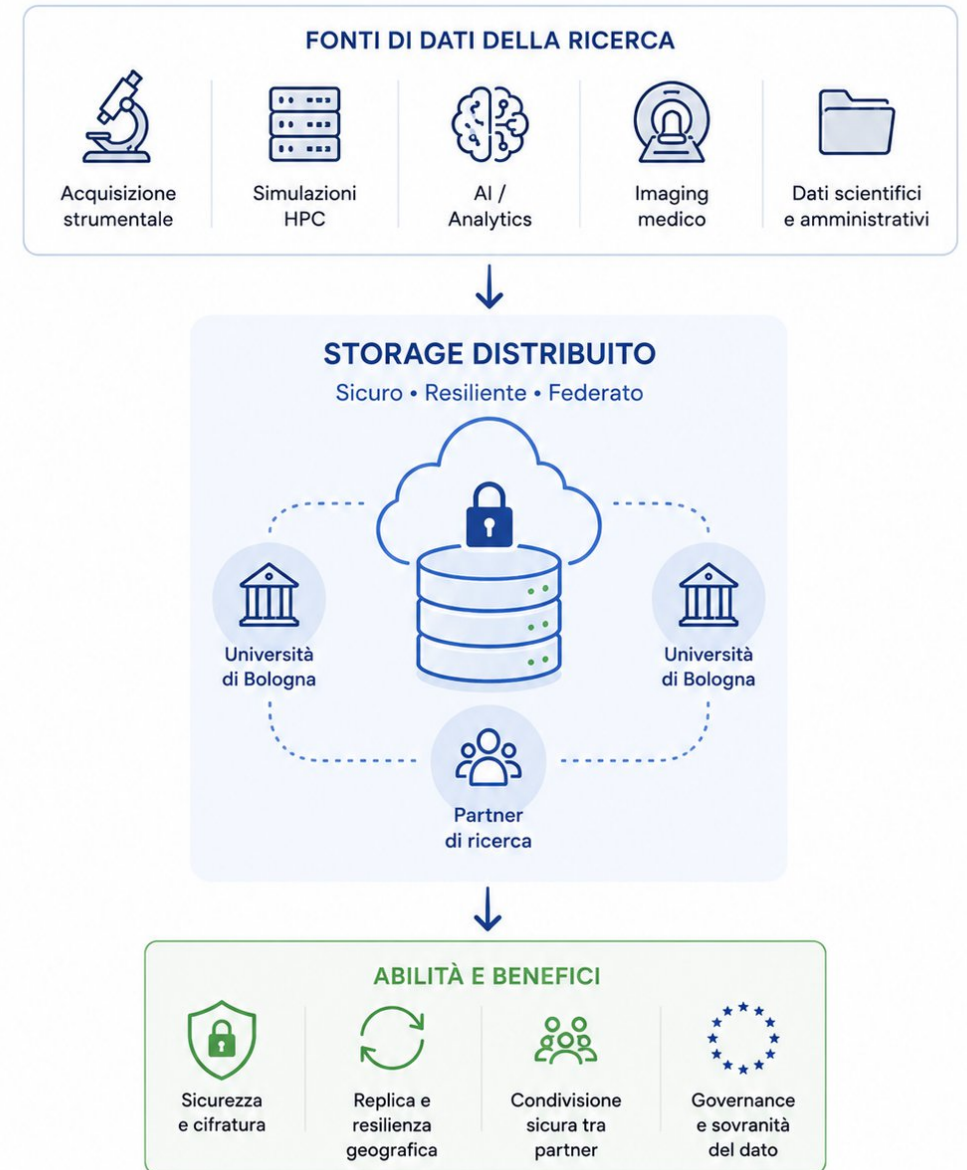 FONTI DI DATI DELLA RICERCA
Acquisizione
strumentale
Simulazioni
HPC
AI /
Analytics
Imaging
medico
Dati scientifici
e amministrativi
STORAGE DISTRIBUITO
Sicuro • Resiliente • Federato
Università
di Bologna
Università
di Bologna
Partner
di ricerca
ABILITÀ E BENEFICI
Sicurezza
e cifratura
Replica e
resilienza
geografica
Condivisione
sicura tra
partner
Governance
e sovranità
del dato